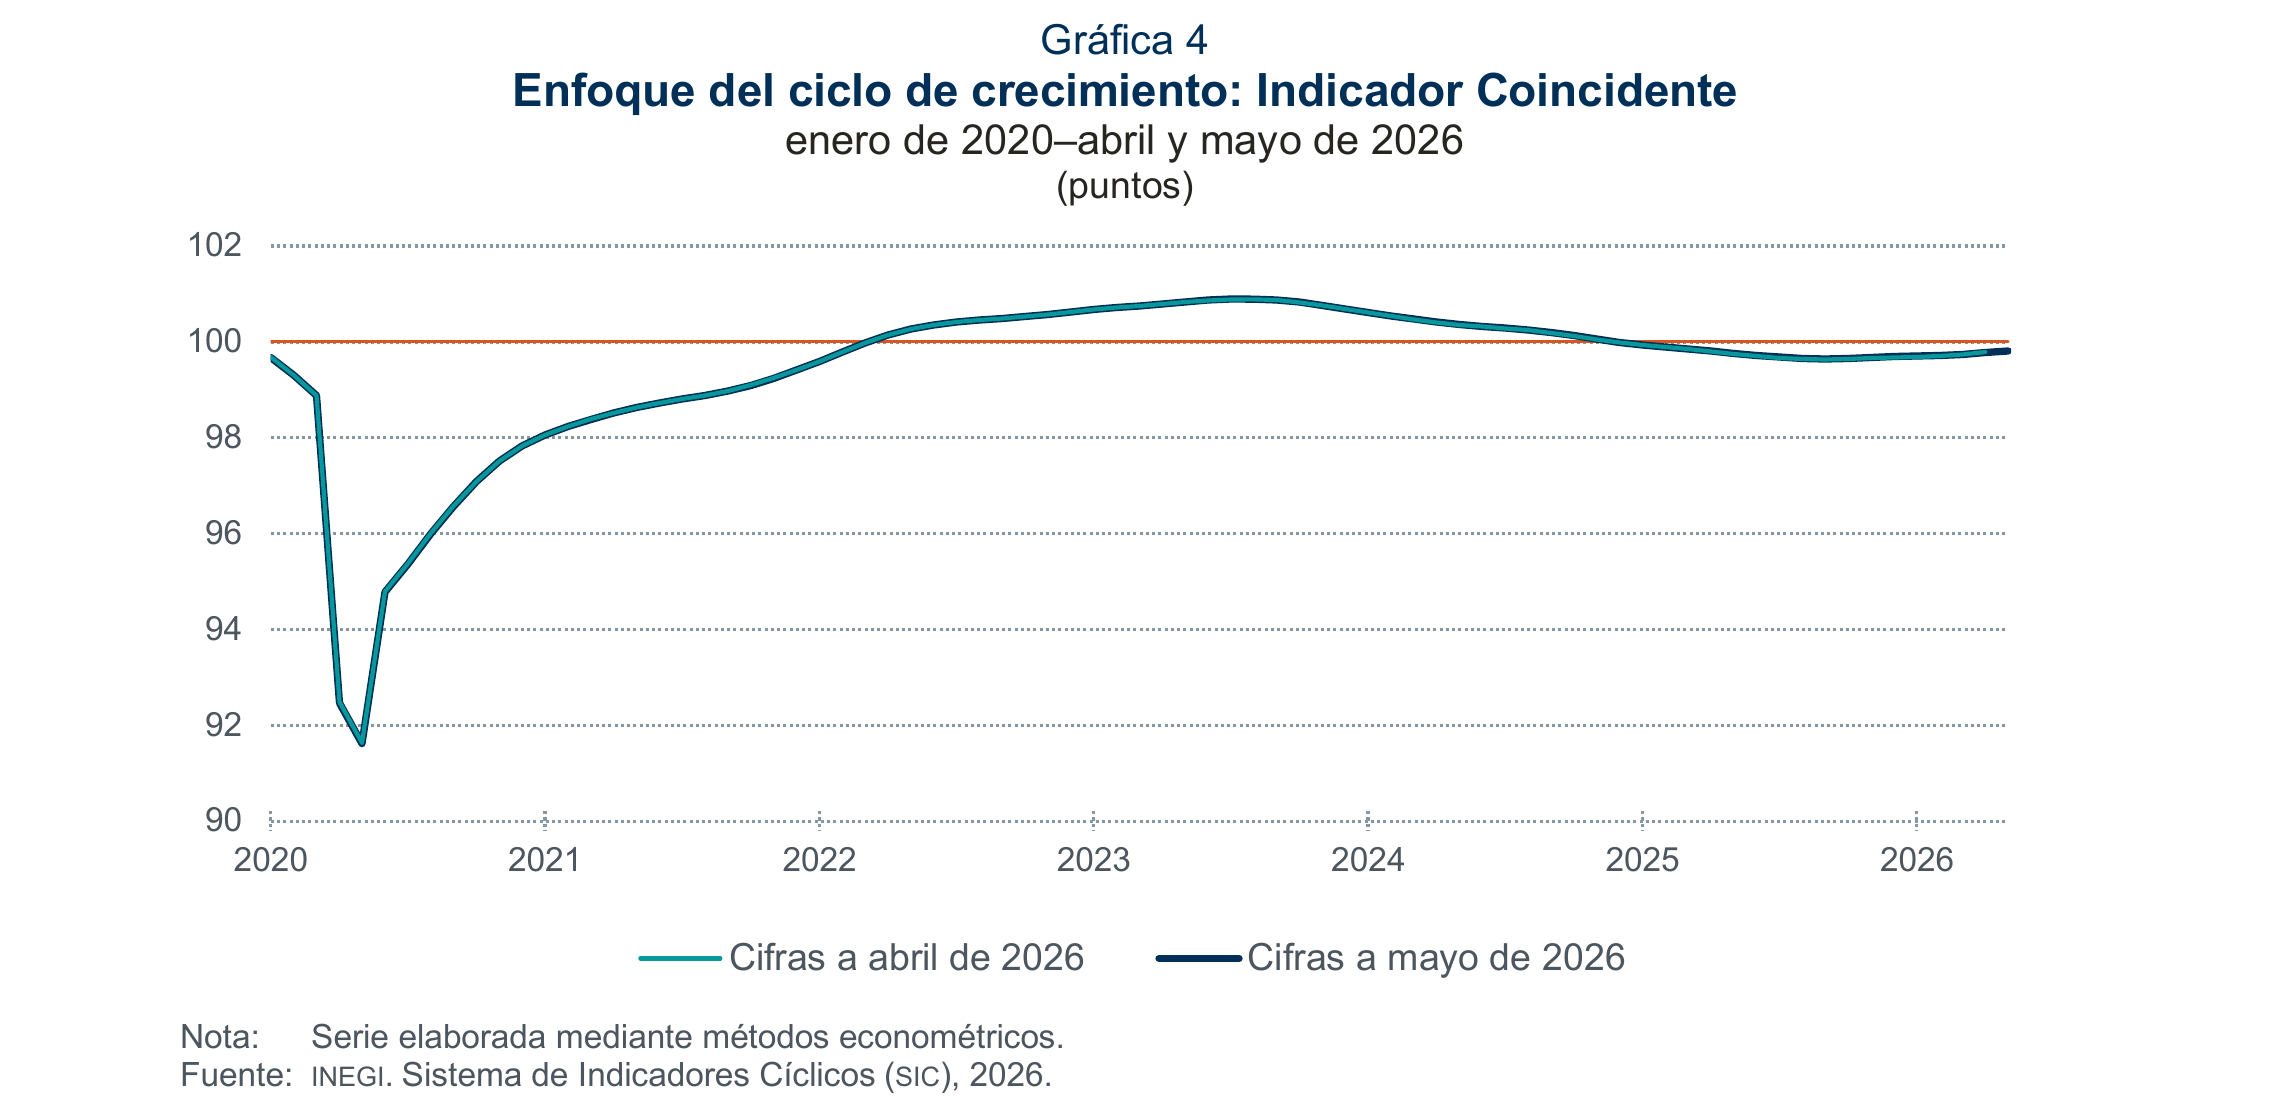 Gráfica 4
Enfoque del ciclo de crecimiento: Indicador Coincidente
enero de 2020–abril y mayo de 2026
(puntos)
102
100
98
96
94
92
90
2020 2021 2022 2023 2024 2025 2026
Cifras a abril de 2026 Cifras a mayo de 2026
Nota: Serie elaborada mediante métodos econométricos.
Fuente: INEGI. Sistema de Indicadores Cíclicos (SIC), 2026.